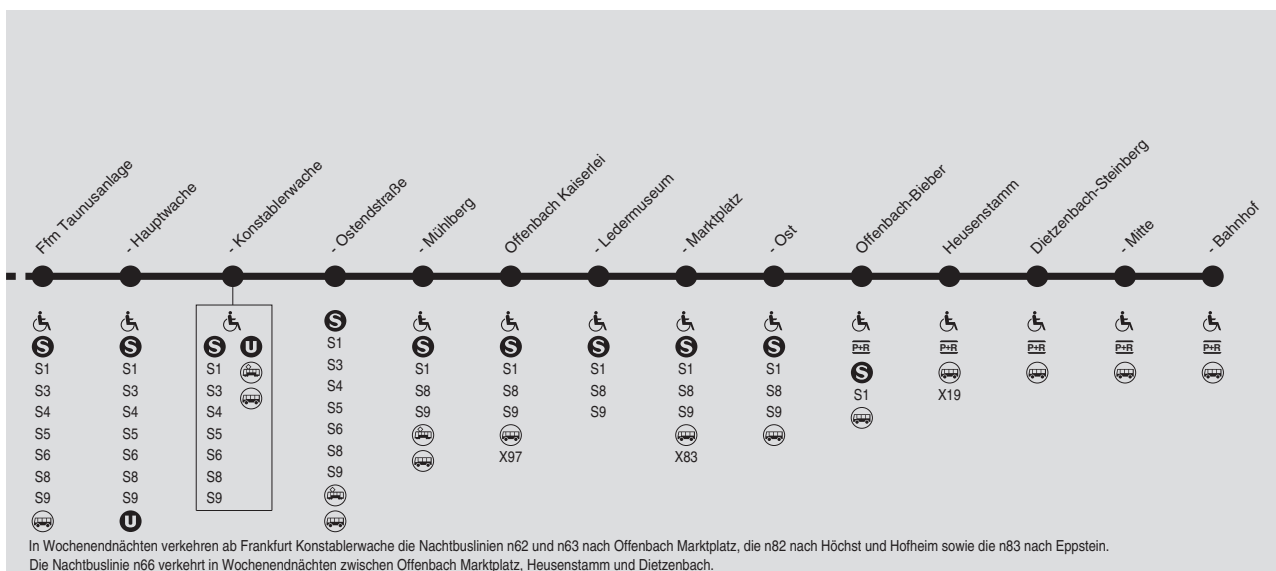 Ffm Taunusanlage
- Hauptwache
- Konstablerwache
- Ostendstraße
- Mühlberg
Offenbach Kaiserlei
- Ledermuseum
- Marktplatz
- Ost
Offenbach-Bieber
Heusenstamm
Dietzenbach-Steinberg
- Mitte
- Bahnhof
S
S1
S3
S4
S5
S6
S8
S9
S
S1
S3
S4
S5
S6
S8
S9
U
S U
S1
S3
S4
S5
S6
S8
S9
S
S1
S3
S4
S5
S6
S8
S9
S
S1
S8
S9
S
S1
S8
S9
X97
S
S1
S8
S9
S
S1
S8
S9
X83
S
S1
S8
S9
P+R
S
S1
P+R
X19
P+R
P+R
P+R
In Wochenendnächten verkehren ab Frankfurt Konstablerwache die Nachtbuslinien n62 und n63 nach Offenbach Marktplatz, die n82 nach Höchst und Hofheim sowie die n83 nach Eppstein.
Die Nachtbuslinie n66 verkehrt in Wochenendnächten zwischen Offenbach Marktplatz, Heusenstamm und Dietzenbach.